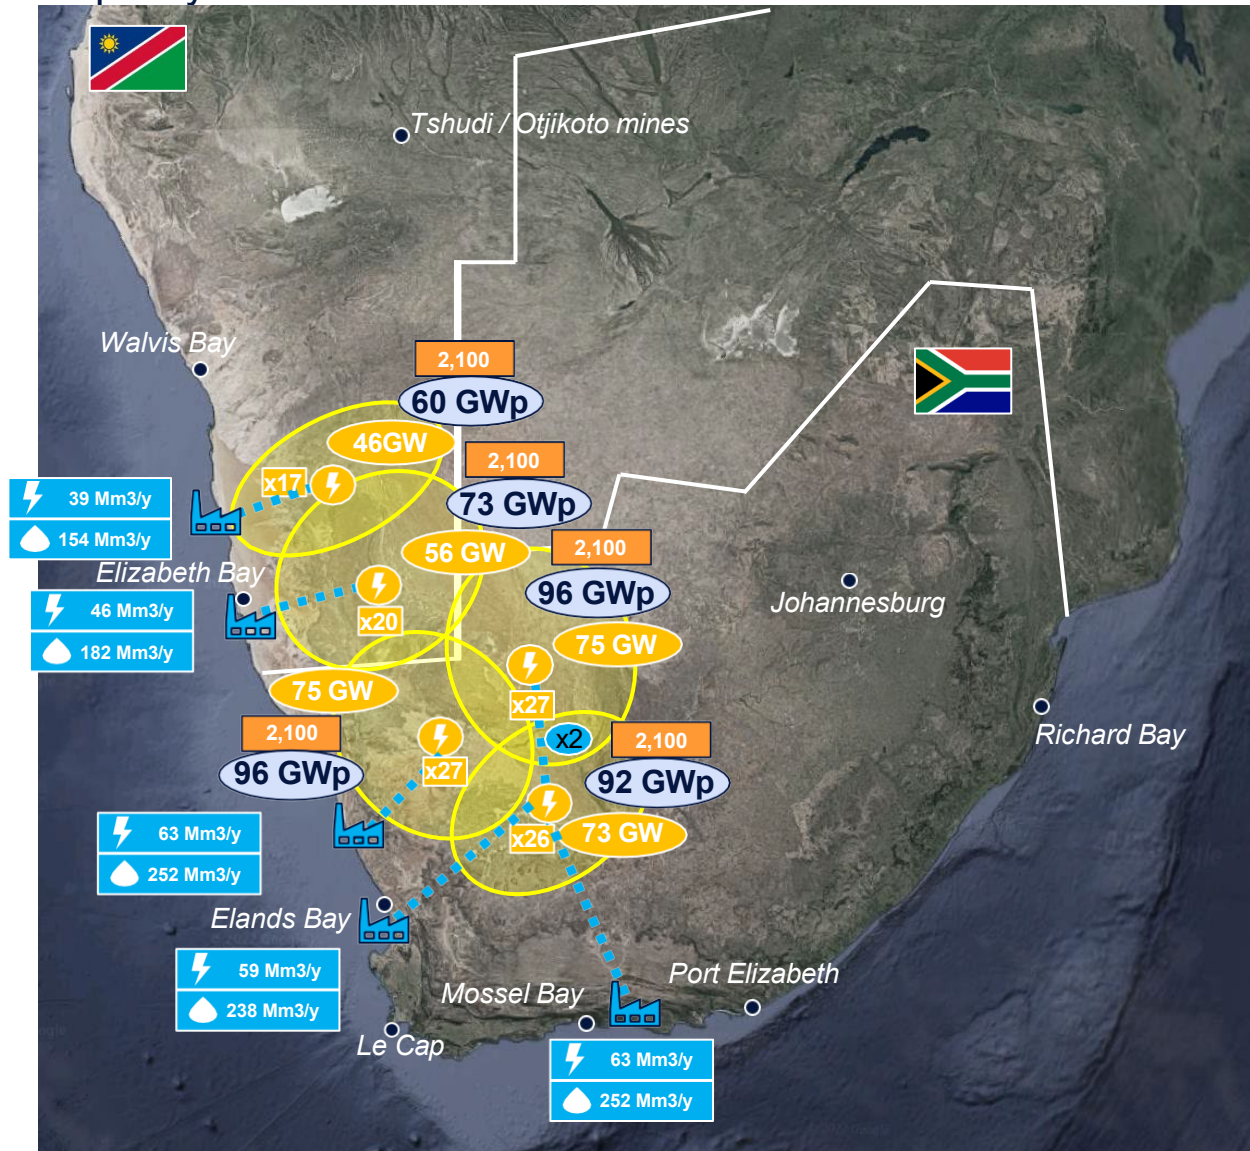 Tshudi / Otjikoto mines
Walvis Bay
2,100
60 GWp
46GW
2,100
x17
73 GWp
39 Mm3/y
154 Mm3/y
2,100
56 GW
Elizabeth Bay
96 GWp
Johannesburg
46 Mm3/y
x20
75 GW
182 Mm3/y
75 GW
x27
2,100
x2
2,100
Richard Bay
96 GWp
x27
92 GWp
63 Mm3/y
x26
73 GW
252 Mm3/y
Elands Bay
59 Mm3/y
238 Mm3/y
Mossel Bay
Port Elizabeth
Le Cap
63 Mm3/y
252 Mm3/y